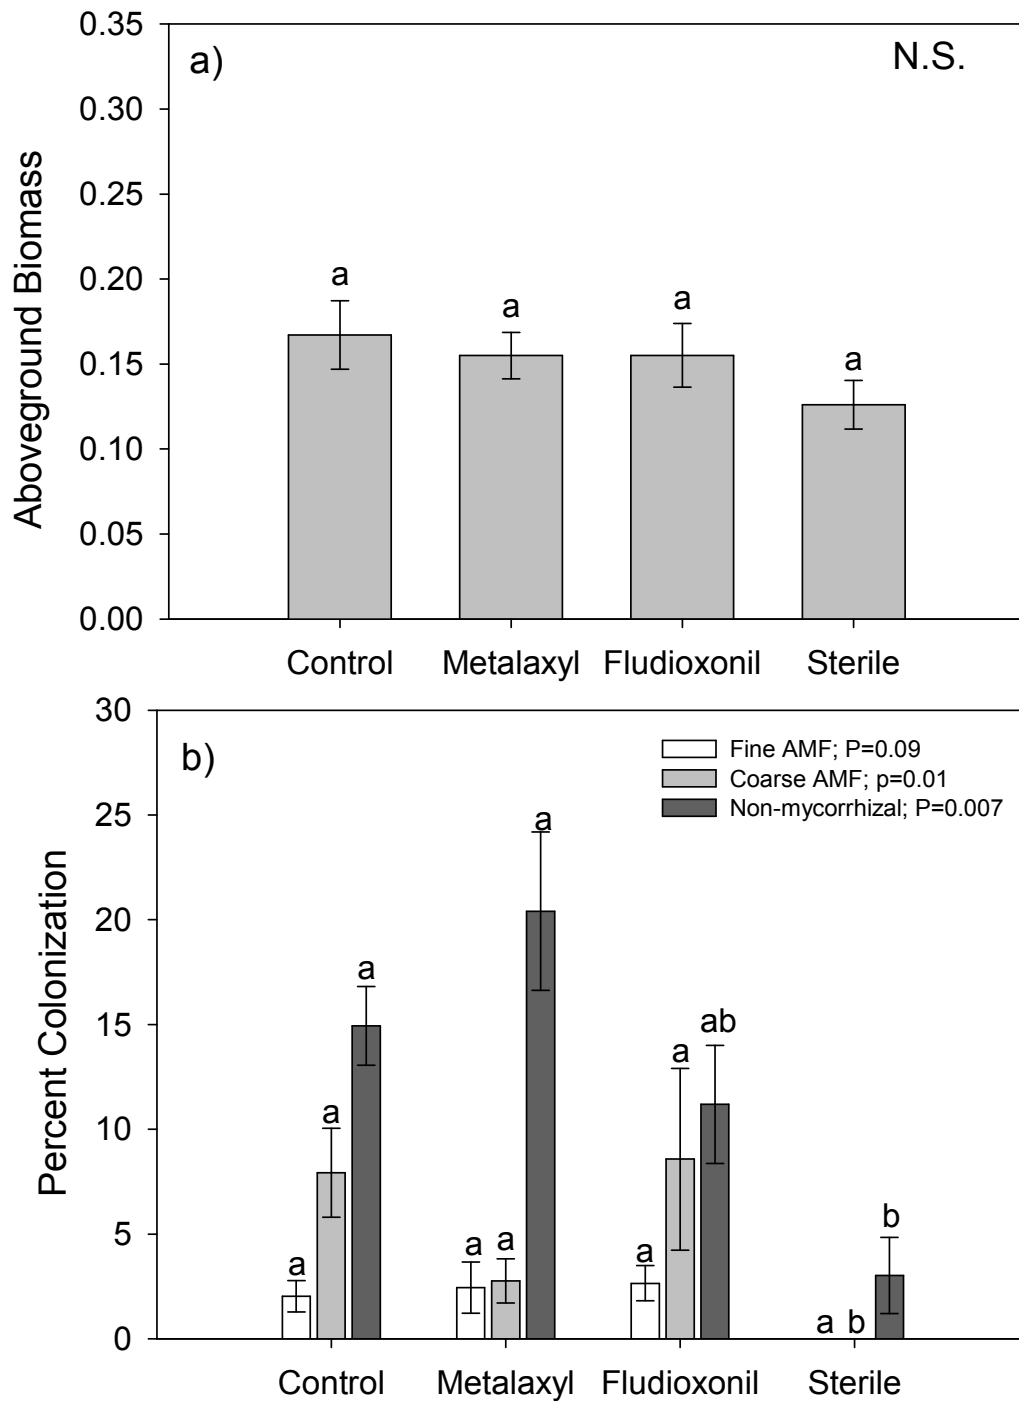 a)
N.S.
Aboveground Biomass
0.35
0.30
0.25
0.20
0.15
0.10
0.05
0.00
a
a
a
a
Control Metalaxyl Fludioxonil Sterile
b)
Fine AMF; P=0.09
Coarse AMF; p=0.01
Non-mycorrhizal; P=0.007
Percent Colonization
30
25
20
15
10
5
0
a a a
a a a
a a ab
a b b
Control Metalaxyl Fludioxonil Sterile